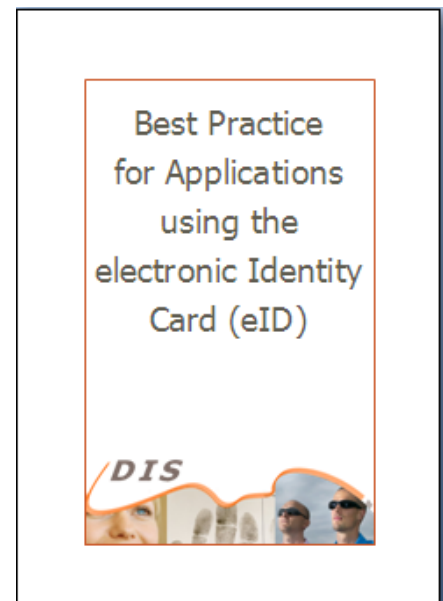 Best Practice
for Applications
using the
electronic Identity
Card (eID)
DIS